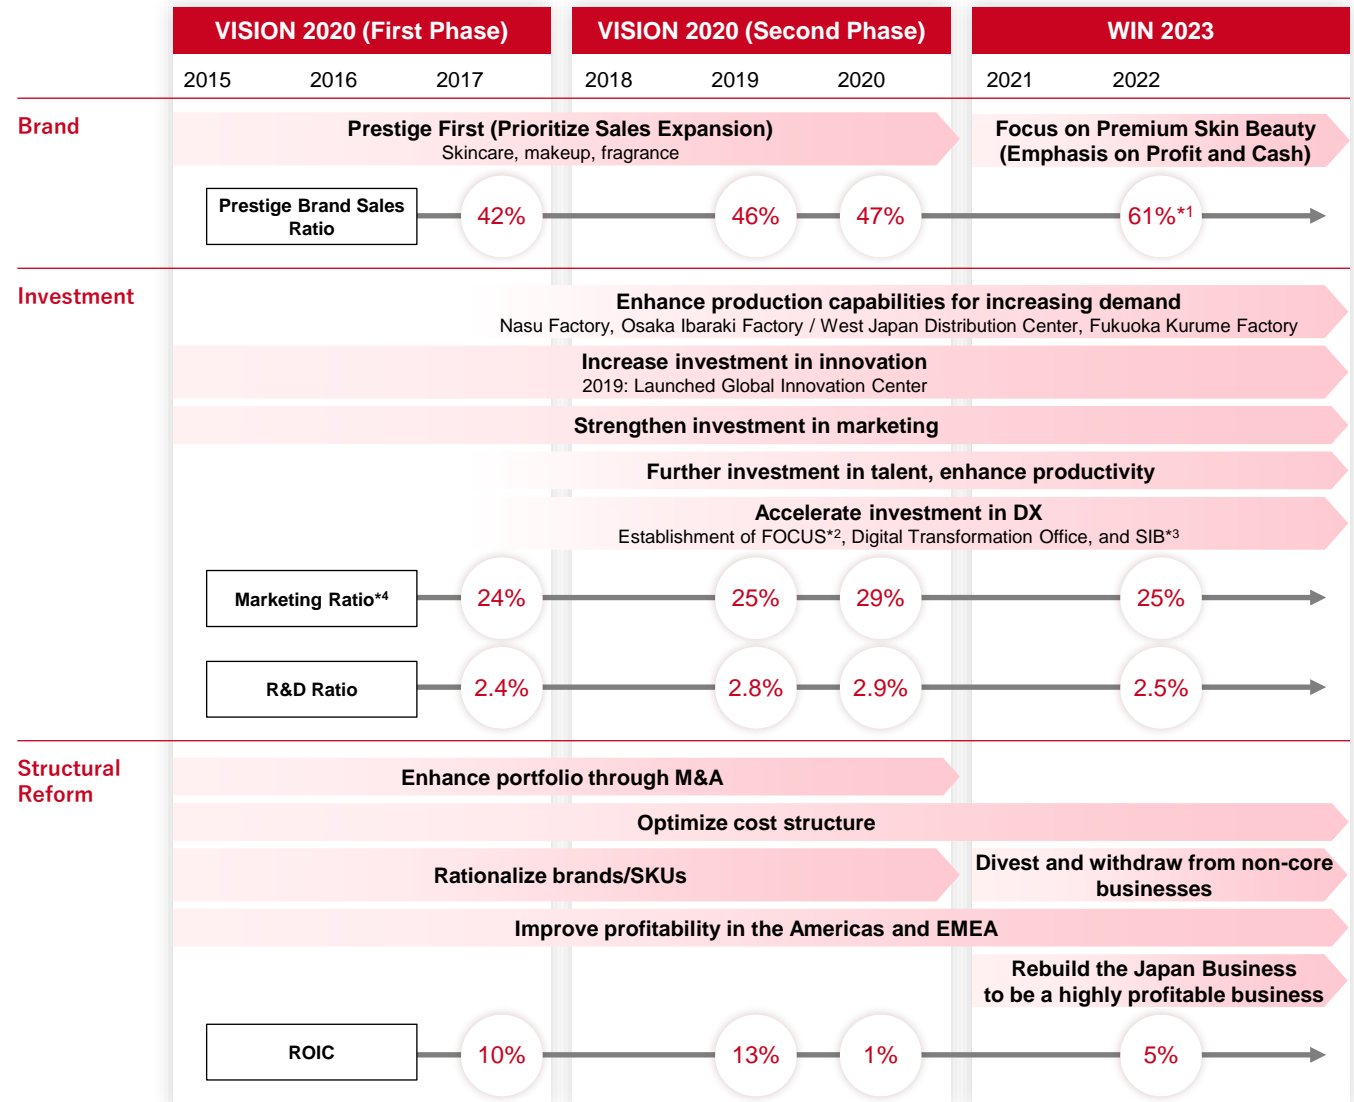 VISION 2020 (First Phase)
VISION 2020 (Second Phase)
WIN 2023
2015 2016 2017 2018 2019 2020 2021 2022
Brand
Prestige First (Prioritize Sales Expansion)
Skincare, makeup, fragrance
Focus on Premium Skin Beauty
(Emphasis on Profit and Cash)
Prestige Brand Sales
Ratio
42% 46% 47% 61%*1
Investment
Enhance production capabilities for increasing demand
Nasu Factory, Osaka Ibaraki Factory / West Japan Distribution Center, Fukuoka Kurume Factory
Increase investment in innovation
2019: Launched Global Innovation Center
Strengthen investment in marketing
Further investment in talent, enhance productivity
Accelerate investment in DX
Establishment of FOCUS*2, Digital Transformation Office, and SIB*3
Marketing Ratio*4 24% 25% 29% 25%
R&D Ratio 2.4% 2.8% 2.9% 2.5%
Structural
Reform
Enhance portfolio through M&A
Optimize cost structure
Rationalize brands/SKUs
Divest and withdraw from non-core
businesses
Improve profitability in the Americas and EMEA
Rebuild the Japan Business
to be a highly profitable business
ROIC 10% 13% 1% 5%